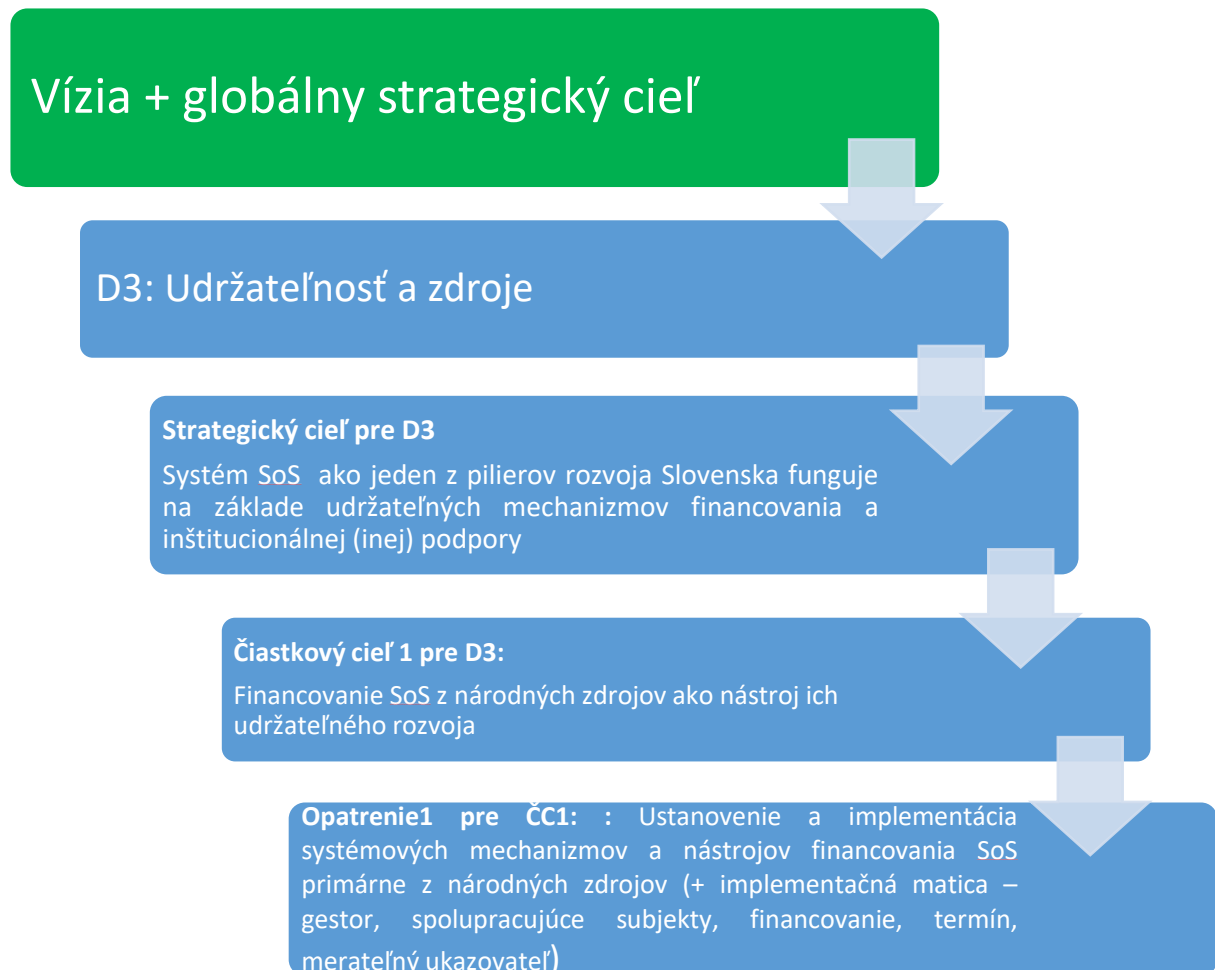 Vízia + globálny strategický cieľ
D3: Udržateľnosť a zdroje
Strategický cieľ pre D3
Systém SoS ako jeden z pilierov rozvoja Slovenska funguje
na základe udržateľných mechanizmov financovania a
inštitucionálnej (inej) podpory
Čiastkový cieľ 1 pre D3:
Financovanie SoS z národných zdrojov ako nástroj ich
udržateľného rozvoja
Opatrenie1 pre ČC1: : Ustanovenie a implementácia
systémových mechanizmov a nástrojov financovania SoS
primárne z národných zdrojov (+ implementačná matica –
gestor, spolupracujúce subjekty, financovanie, termín,
merateľný ukazovateľ)